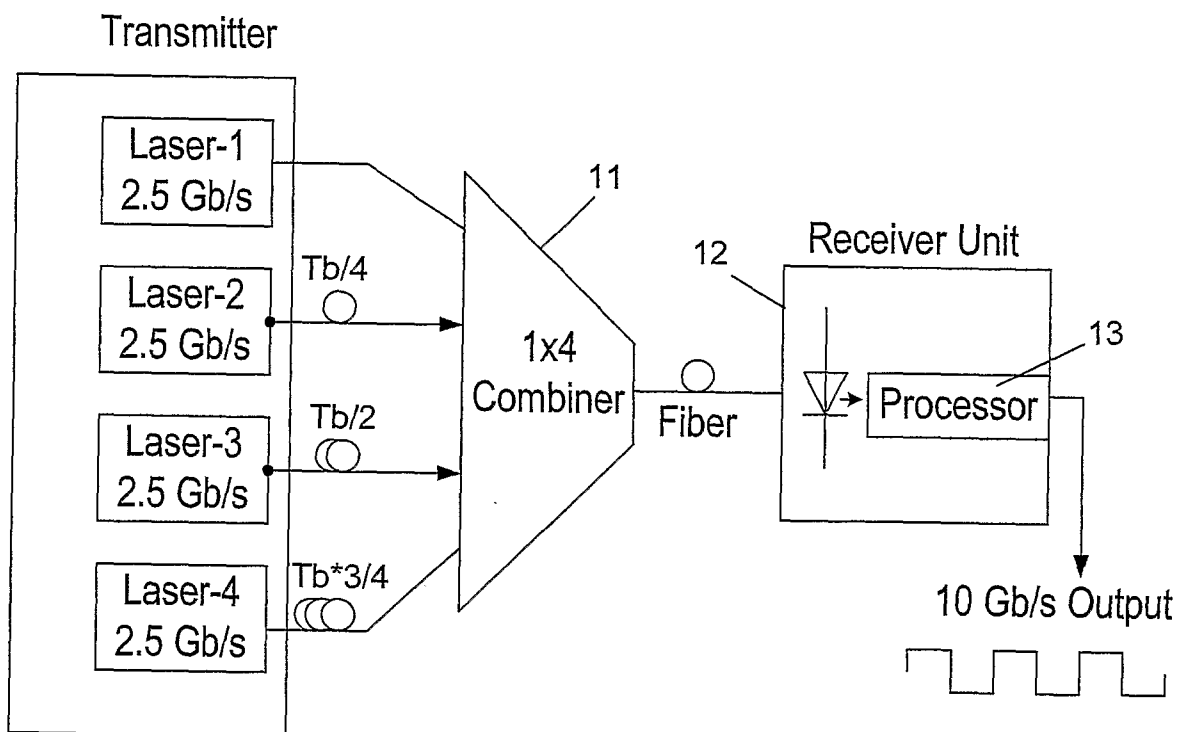 Transmitter
Laser-1
2.5 Gb/s
Tb/4
Laser-2
2.5 Gb/s
Tb/2
Laser-3
2.5 Gb/s
Tb*3/4
Laser-4
2.5 Gb/s
11
1x4
Combiner
Fiber
Receiver Unit
12
13
Processor
10 Gb/s Output